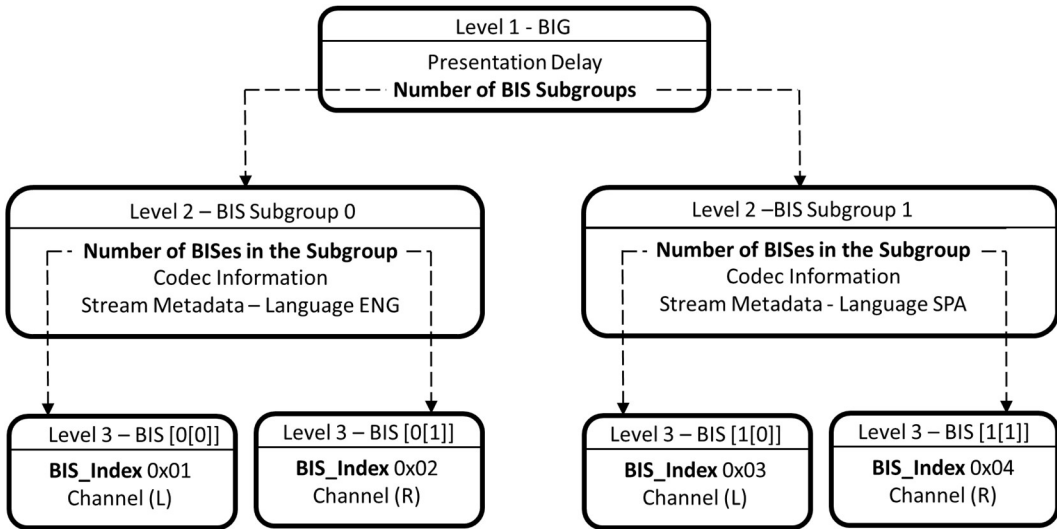 Level 1 - BIG
Presentation Delay
Number of BIS Subgroups
Level 2 – BIS Subgroup 0
Number of BISes in the Subgroup
Codec Information
Stream Metadata – Language ENG
Level 2 –BIS Subgroup 1
Number of BISes in the Subgroup
Codec Information
Stream Metadata - Language SPA
Level 3 – BIS [0[0]]
BIS_Index 0x01
Channel (L)
Level 3 – BIS [0[1]]
BIS_Index 0x02
Channel (R)
Level 3 – BIS [1[0]]
BIS_Index 0x03
Channel (L)
Level 3 – BIS [1[1]]
BIS_Index 0x04
Channel (R)